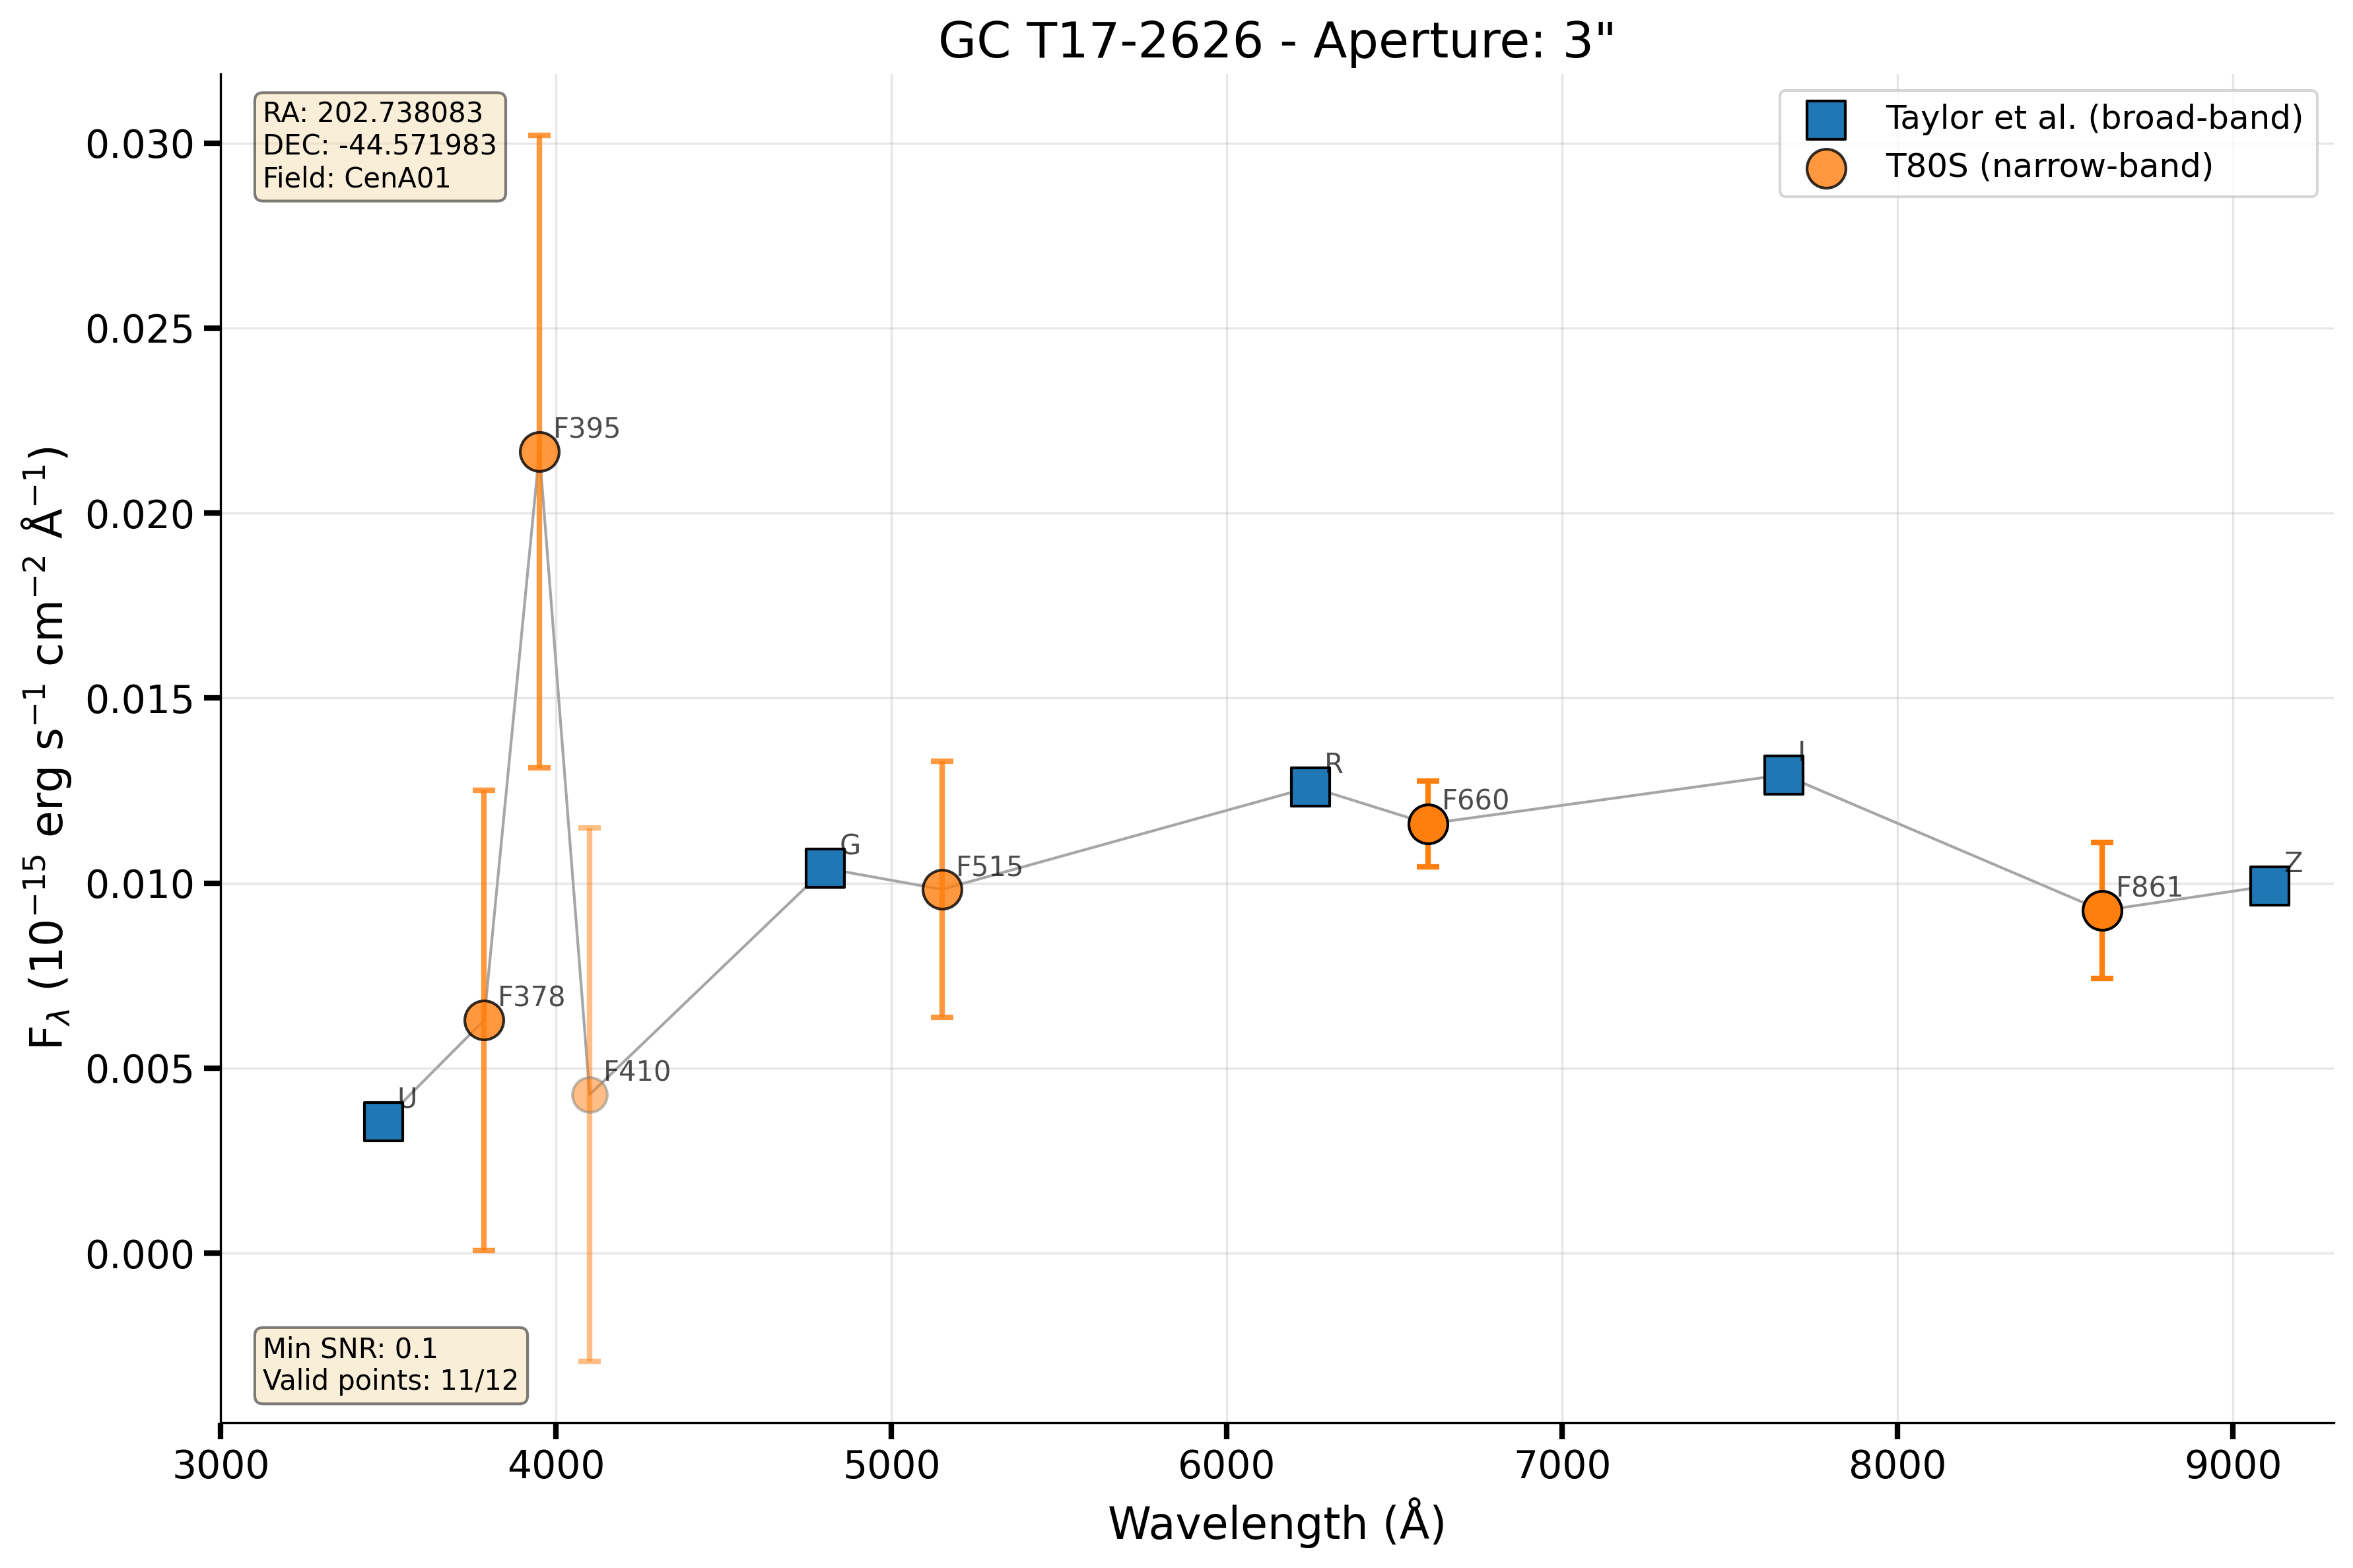 GC T17-2626 - Aperture: 3"
RA: 202.738083
DEC: -44.571983
Field: CenA01
Taylor et al. (broad-band)
T80S (narrow-band)
F$_{λ}$ (10$^{-15}$ erg s$^{-1}$ cm$^{-2}$ Å$^{-1}$)
0.030
0.025
0.020
0.015
0.010
0.005
0.000
U
F378
F395
F410
G
F515
R
F660
I
F861
Z
Min SNR: 0.1
Valid points: 11/12
3000
4000
5000
6000
7000
8000
9000
Wavelength (Å)